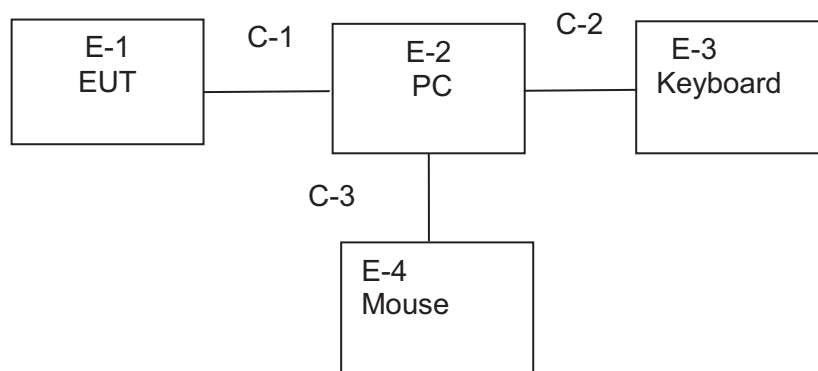 E-1
EUT
C-1
E-2
PC
C-2
E-3
Keyboard
C-3
E-4
Mouse